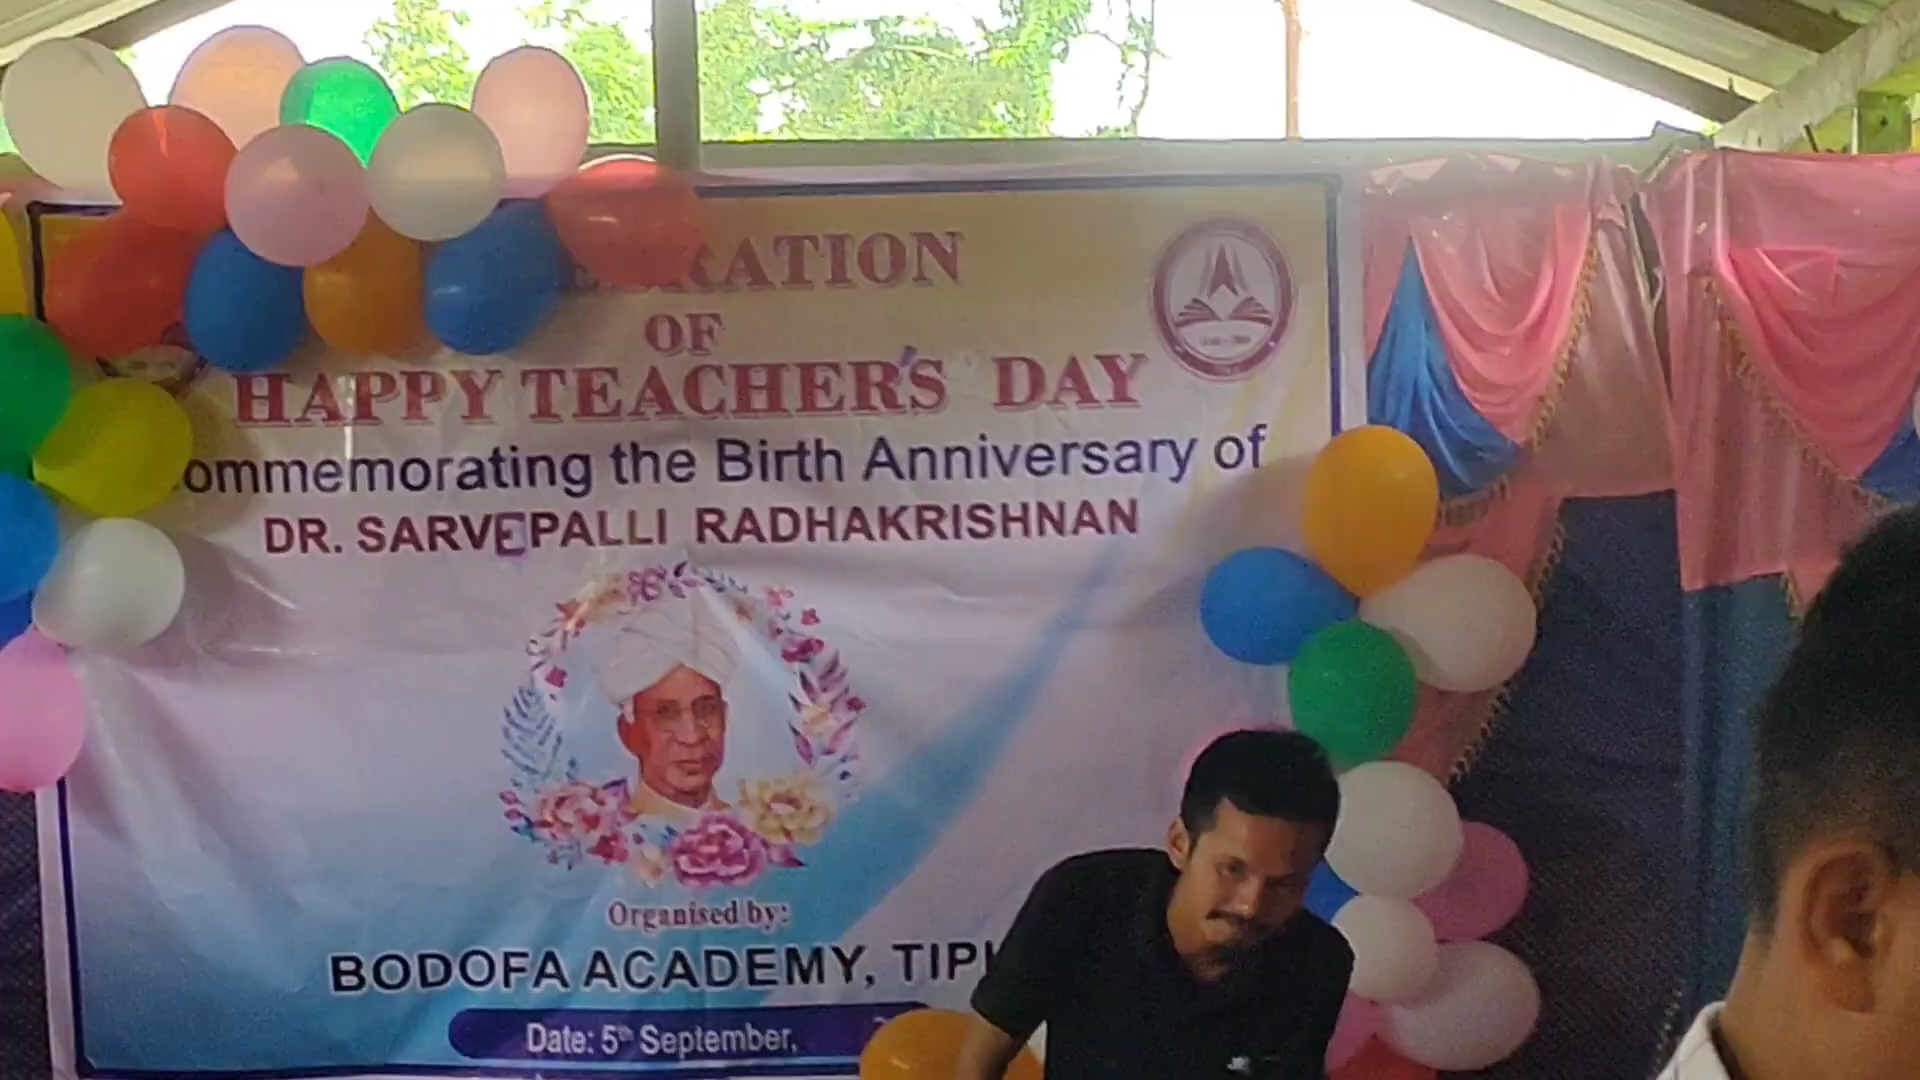 RATION
OF
HAPPY TEACHER'S DAY
ommemorating the Birth Anniversary of
DR. SARVEPALLI RADHAKRISHNAN
Organised by:
BODOFA ACADEMY, TIP
Date: 5th September,